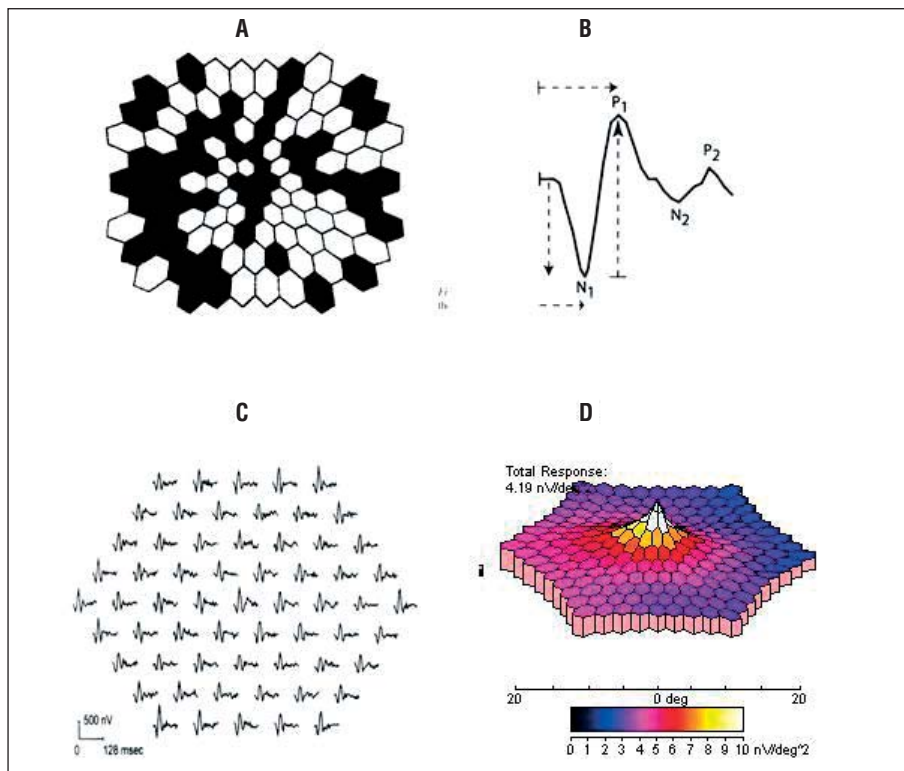 A
B
P1
P2
N2
N1
C
D
Total Response:
4.19 nV/deg
500 nV
0 128 msec
20 0 deg 20
0 1 2 3 4 5 6 7 8 9 10 nV/deg^2